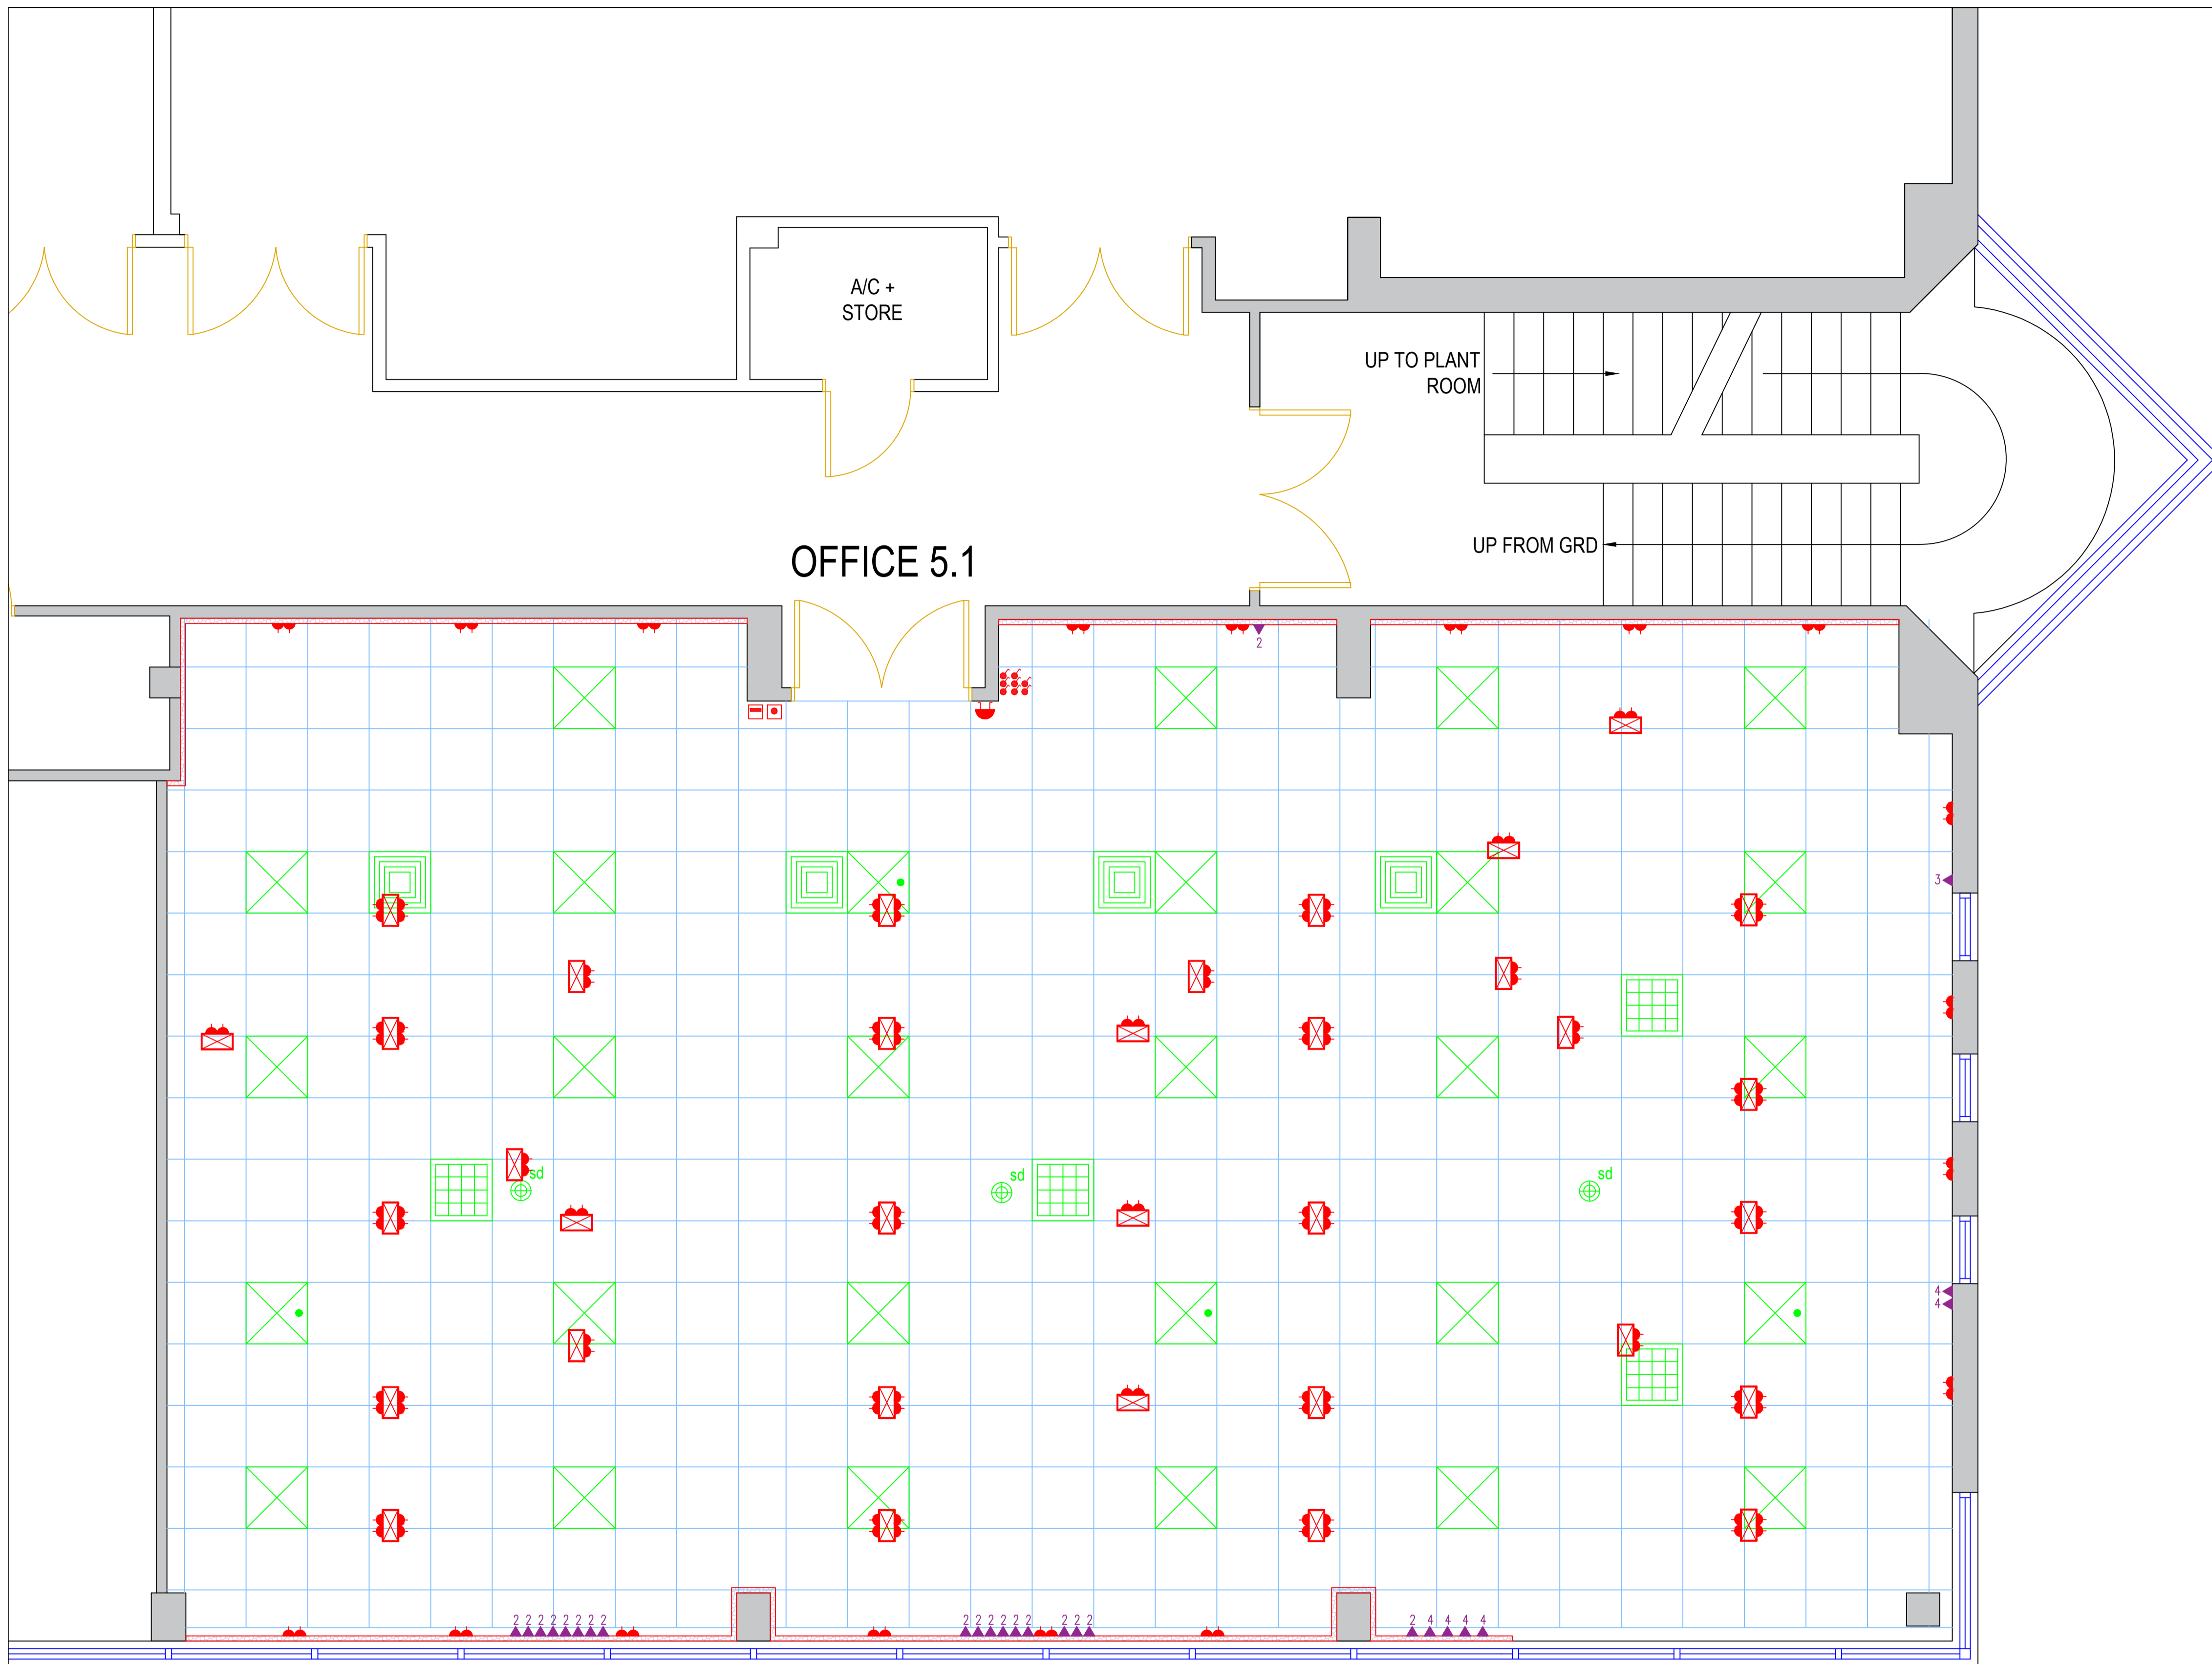 A/C +
STORE
UP TO PLANT
ROOM
UP FROM GRD
OFFICE 5.1
2
3
sd
sd
sd
4
4
2 2 2 2 2 2 2 2
2 2 2 2 2 2 2 2 2
2 4 4 4 4